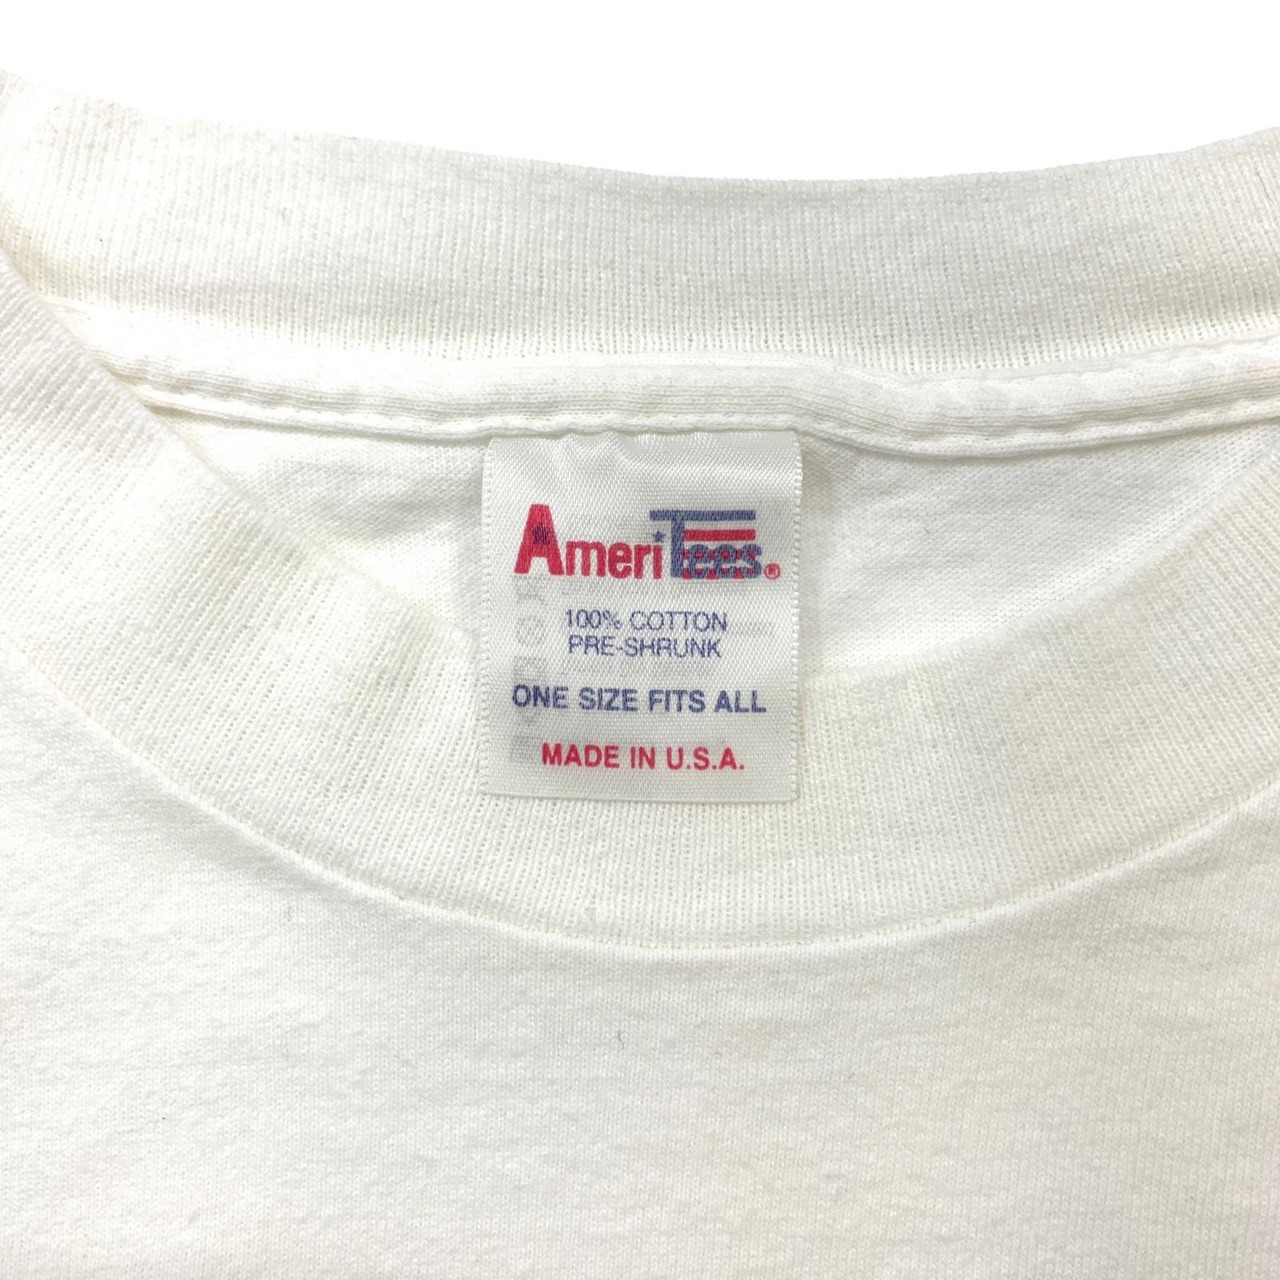 AmeriTees®
100% COTTON
PRE-SHRUNK
ONE SIZE FITS ALL
MADE IN U.S.A.